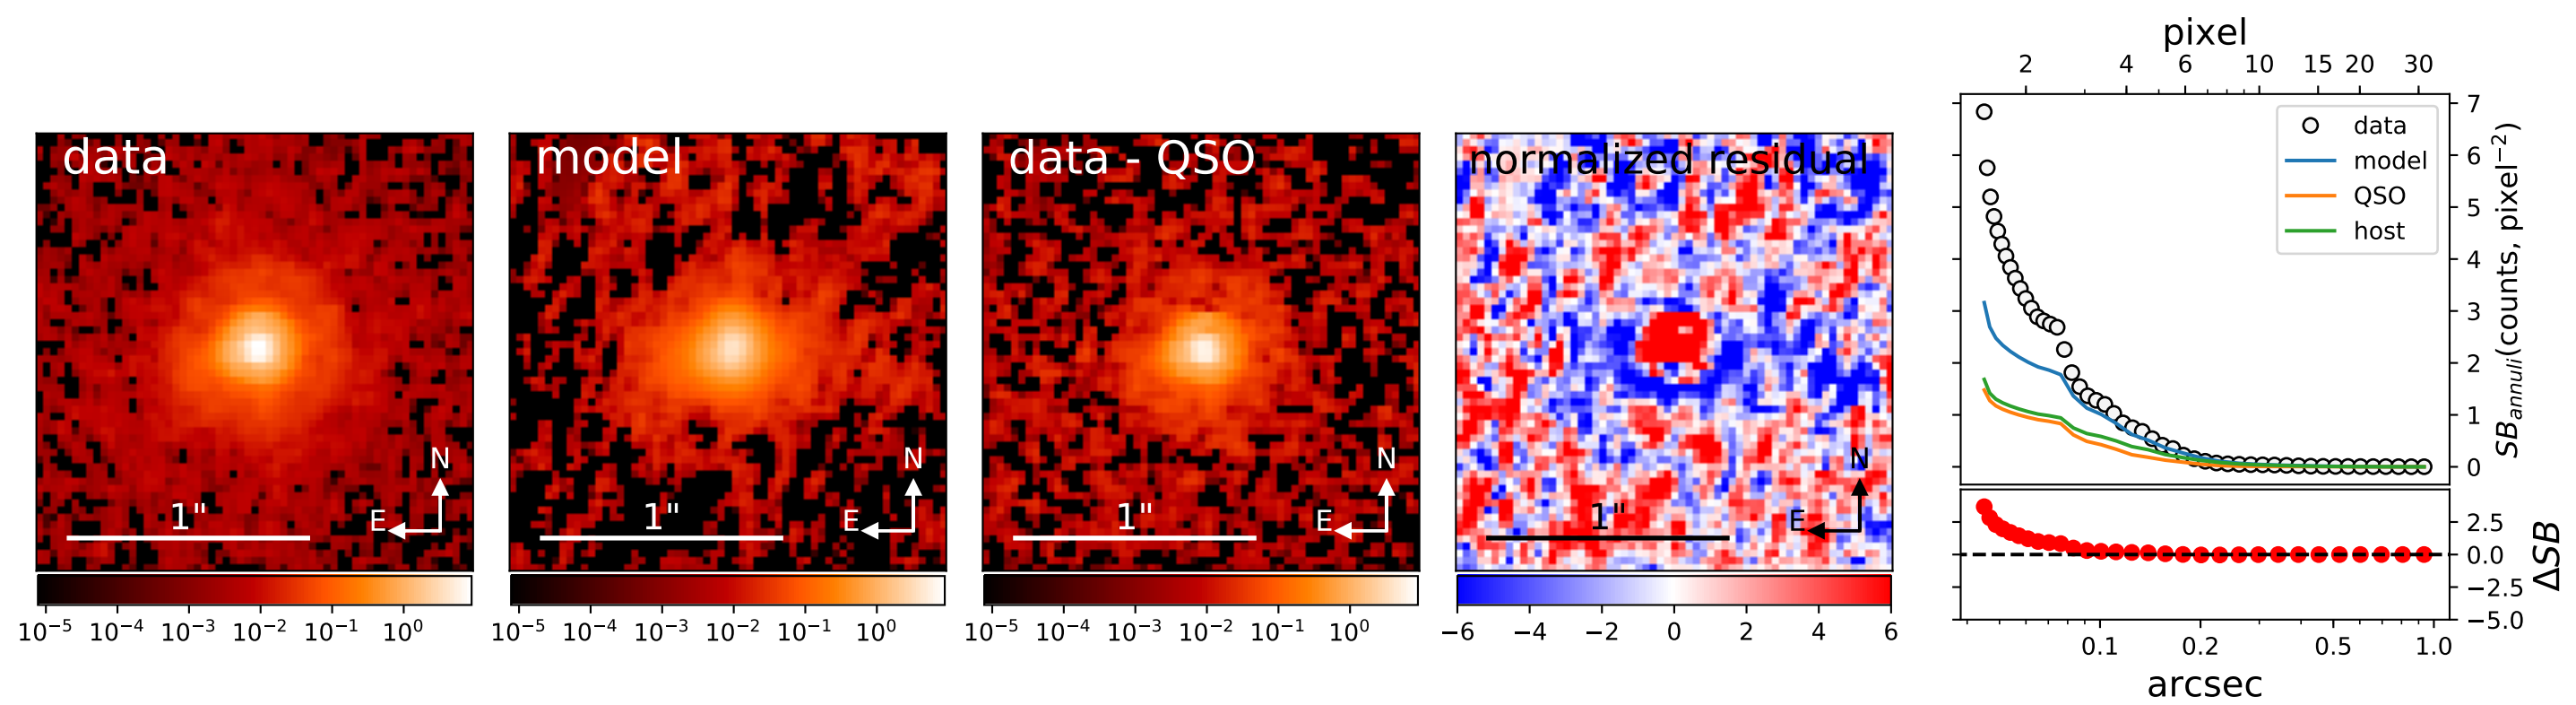 data
N
E
1"
10⁻⁵ 10⁻⁴ 10⁻³ 10⁻² 10⁻¹ 10⁰
model
N
E
1"
10⁻⁵ 10⁻⁴ 10⁻³ 10⁻² 10⁻¹ 10⁰
data - QSO
N
E
1"
10⁻⁵ 10⁻⁴ 10⁻³ 10⁻² 10⁻¹ 10⁰
normalized residual
N
E
1"
−6 −4 −2 0 2 4 6
pixel
2 4 6 10 15 20 30
data
model
QSO
host
7
6
5
4
3
2
1
0
SB_annuli(counts, pixel⁻²)
2.5
0.0
−2.5
−5.0
ΔSB
0.1 0.2 0.5 1.0
arcsec